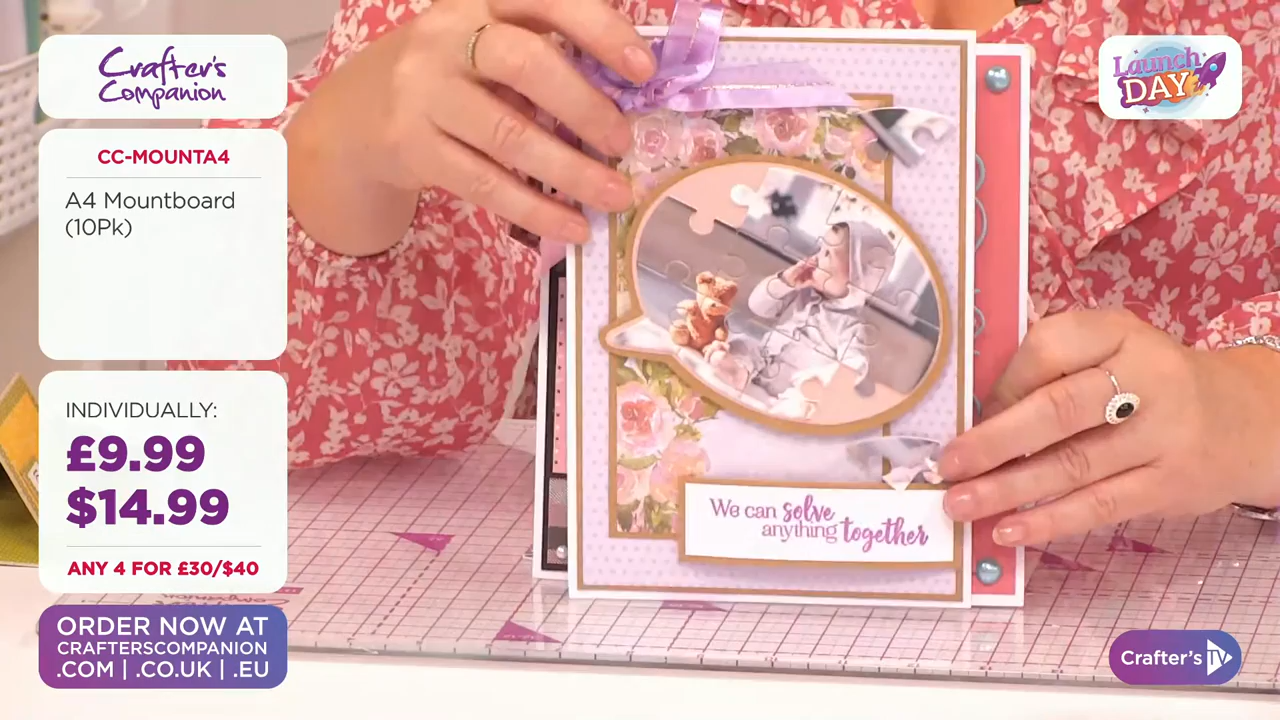 Crafter's
Companion
CC-MOUNTA4
A4 Mountboard
(10Pk)
INDIVIDUALLY:
£9.99
$14.99
ANY 4 FOR £30/$40
ORDER NOW AT
CRAFTERSCOMPANION
.COM | .CO.UK | .EU
Launch
DAY
We can solve
anything together
Crafter's TV